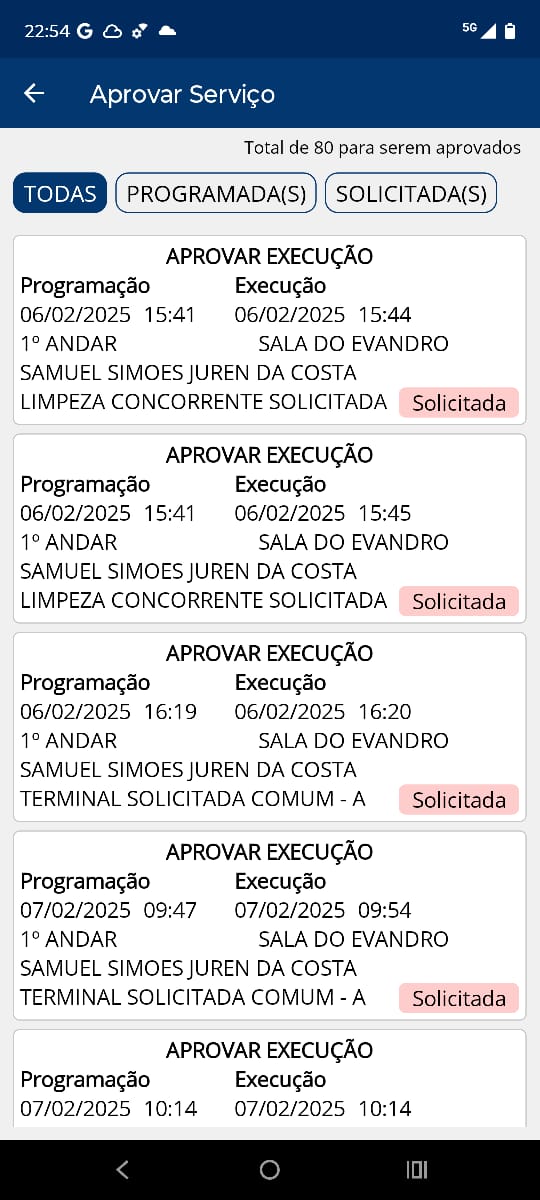 22:54 G 5G
Aprovar Serviço
Total de 80 para serem aprovados
TODAS PROGRAMADA(S) SOLICITADA(S)
APROVAR EXECUÇÃO
Programação Execução
06/02/2025 15:41 06/02/2025 15:44
1º ANDAR SALA DO EVANDRO
SAMUEL SIMOES JUREN DA COSTA
LIMPEZA CONCORRENTE SOLICITADA Solicitada
APROVAR EXECUÇÃO
Programação Execução
06/02/2025 15:41 06/02/2025 15:45
1º ANDAR SALA DO EVANDRO
SAMUEL SIMOES JUREN DA COSTA
LIMPEZA CONCORRENTE SOLICITADA Solicitada
APROVAR EXECUÇÃO
Programação Execução
06/02/2025 16:19 06/02/2025 16:20
1º ANDAR SALA DO EVANDRO
SAMUEL SIMOES JUREN DA COSTA
TERMINAL SOLICITADA COMUM - A Solicitada
APROVAR EXECUÇÃO
Programação Execução
07/02/2025 09:47 07/02/2025 09:54
1º ANDAR SALA DO EVANDRO
SAMUEL SIMOES JUREN DA COSTA
TERMINAL SOLICITADA COMUM - A Solicitada
APROVAR EXECUÇÃO
Programação Execução
07/02/2025 10:14 07/02/2025 10:14